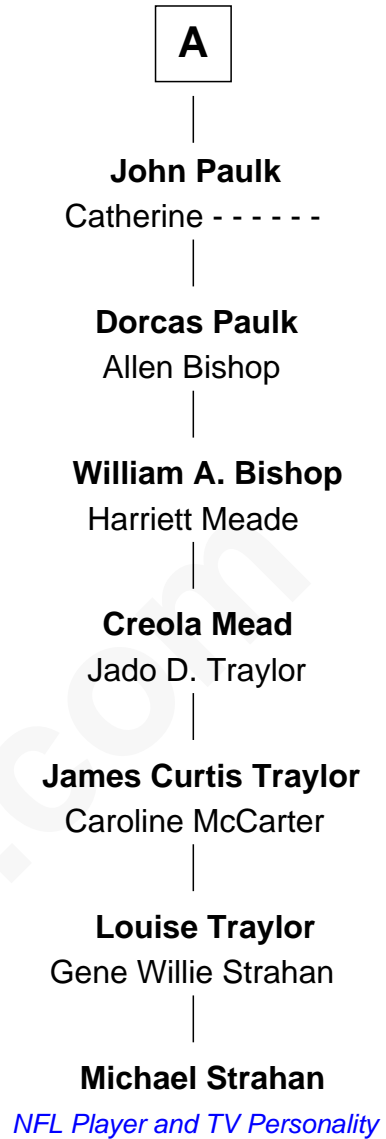 A
John Paulk
Catherine - - - - - -
Dorcas Paulk
Allen Bishop
William A. Bishop
Harriett Meade
Creola Mead
Jado D. Traylor
James Curtis Traylor
Caroline McCarter
Louise Traylor
Gene Willie Strahan
Michael Strahan
NFL Player and TV Personality
.com